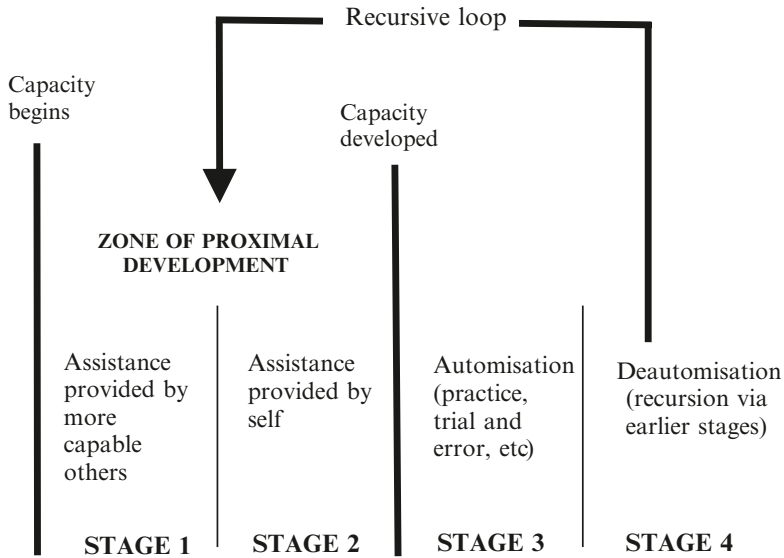 Recursive loop
Capacity
begins
Capacity
developed
ZONE OF PROXIMAL
DEVELOPMENT
Assistance
provided by
more
capable
others
Assistance
provided by
self
Automisation
(practice,
trial and
error, etc)
Deautomisation
(recursion via
earlier stages)
STAGE 1
STAGE 2
STAGE 3
STAGE 4